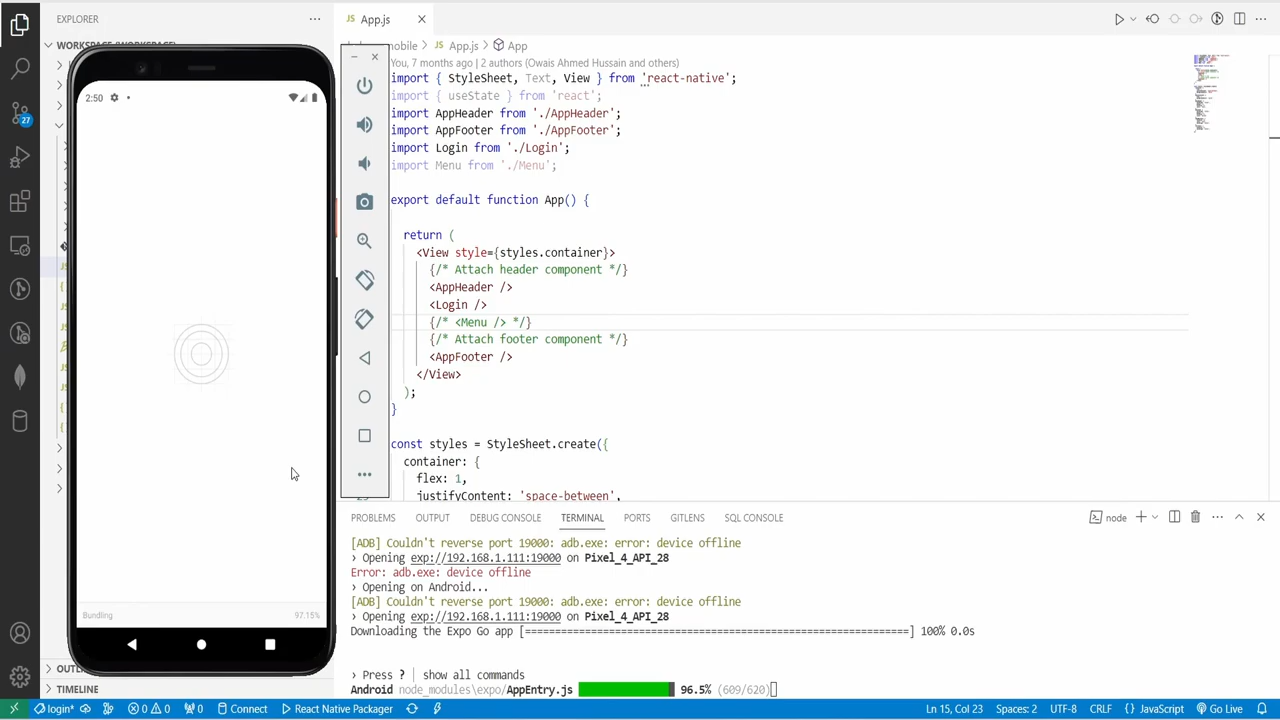 EXPLORER
WORKSPACE (WORKSPACE)
27
2:50
Bundling
97.15%
TIMELINE
JS App.js
mobile > JS App.js > App
You, 7 months ago | 2 authors (Owais Ahmed Hussain and others)
import { StyleSheet, Text, View } from 'react-native';
import { useState } from 'react';
import AppHeader from './AppHeader';
import AppFooter from './AppFooter';
import Login from './Login';
import Menu from './Menu';
export default function App() {
return (
<View style={styles.container}>
{/* Attach header component */}
<AppHeader />
<Login />
{/* <Menu /> */}
{/* Attach footer component */}
<AppFooter />
</View>
);
}
const styles = StyleSheet.create({
container: {
flex: 1,
justifyContent: 'space-between',
PROBLEMS OUTPUT DEBUG CONSOLE TERMINAL PORTS GITLENS SQL CONSOLE
node
[ADB] Couldn't reverse port 19000: adb.exe: error: device offline
› Opening exp://192.168.1.111:19000 on Pixel_4_API_28
Error: adb.exe: device offline
› Opening on Android...
[ADB] Couldn't reverse port 19000: adb.exe: error: device offline
› Opening exp://192.168.1.111:19000 on Pixel_4_API_28
Downloading the Expo Go app [================================================================] 100% 0.0s
› Press ? | show all commands
Android node_modules\expo/AppEntry.js 96.5% (609/620)
login* 0 0 0 Connect React Native Packager Ln 15, Col 23 Spaces: 2 UTF-8 CRLF {} JavaScript Go Live